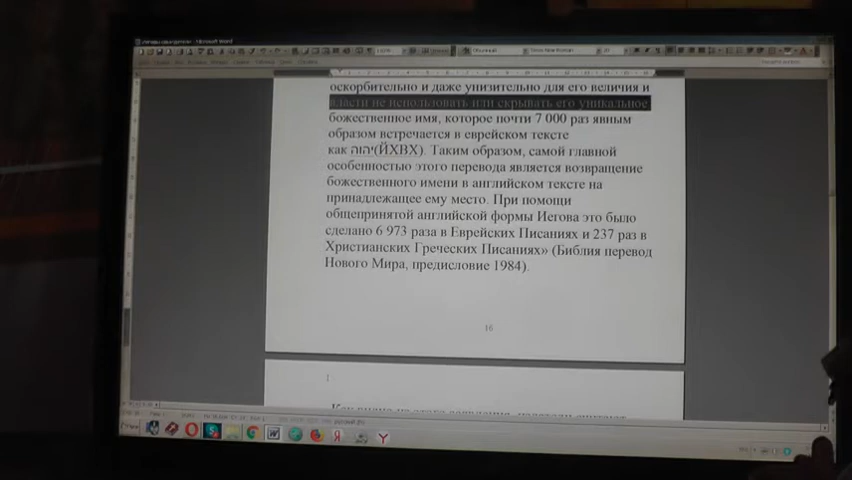 оскорбительно и даже унизительно для его величия и
власти не использовать или скрывать его уникальное
божественное имя, которое почти 7 000 раз явным
образом встречается в еврейском тексте
как יהוה(ЙХВХ). Таким образом, самой главной
особенностью этого перевода является возвращение
божественного имени в английском тексте на
принадлежащее ему место. При помощи
общепринятой английской формы Иегова это было
сделано 6 973 раза в Еврейских Писаниях и 237 раз в
Христианских Греческих Писаниях» (Библия перевод
Нового Мира, предисловие 1984).
16